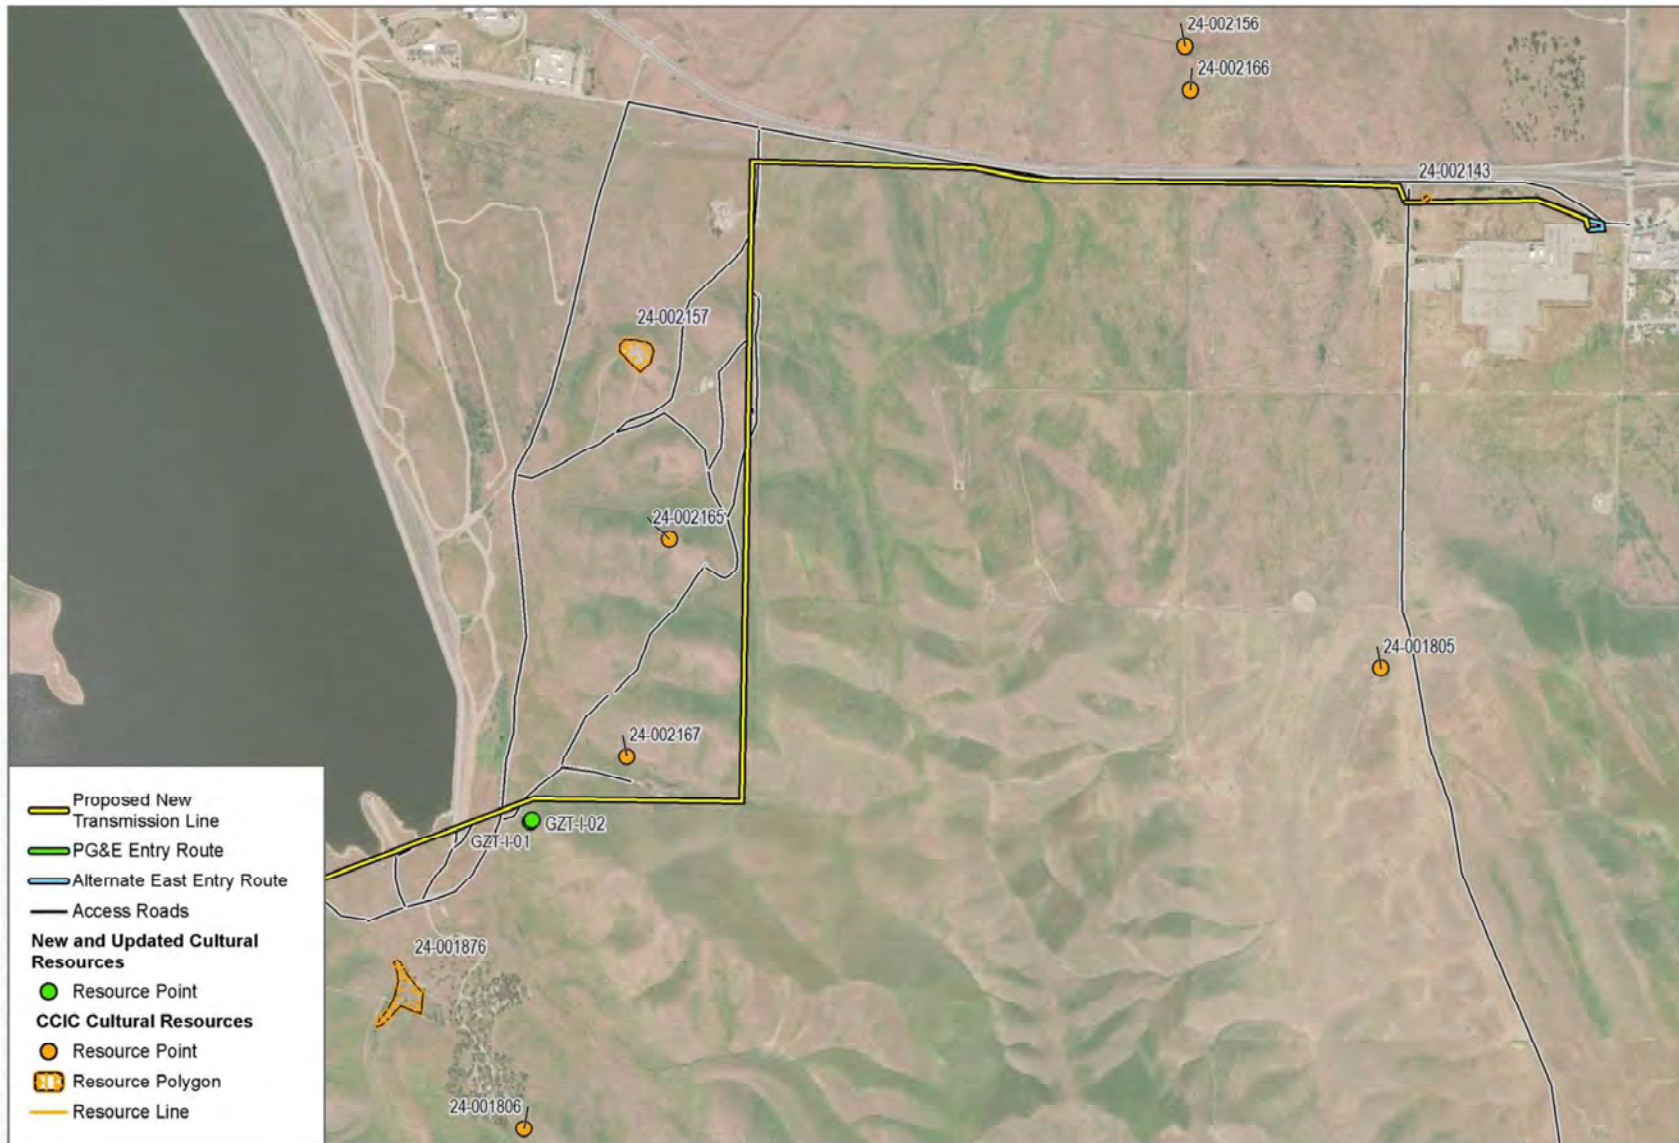 24-002156
24-002166
24-002143
24-002157
24-002165
24-001805
24-002167
GZT-I-02
GZT-I-01
24-001876
24-001806
Proposed New
Transmission Line
PG&E Entry Route
Alternate East Entry Route
Access Roads
New and Updated Cultural
Resources
Resource Point
CCIC Cultural Resources
Resource Point
Resource Polygon
Resource Line